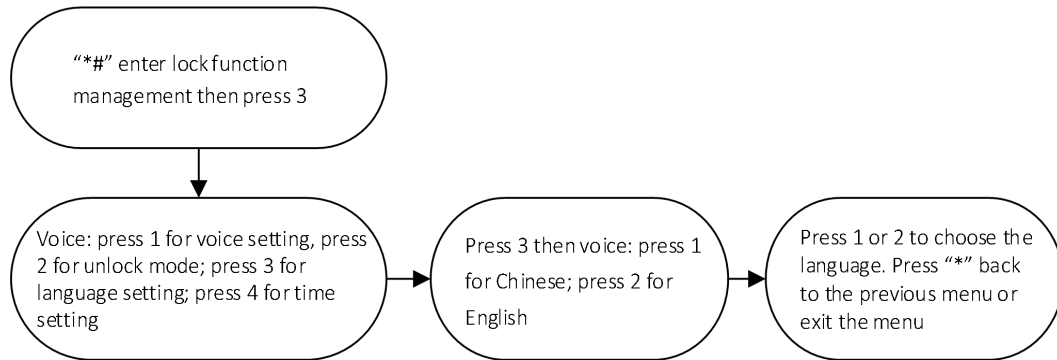 “*#” enter lock function
management then press 3
Voice: press 1 for voice setting, press
2 for unlock mode; press 3 for
language setting; press 4 for time
setting
Press 3 then voice: press 1
for Chinese; press 2 for
English
Press 1 or 2 to choose the
language. Press “*” back
to the previous menu or
exit the menu